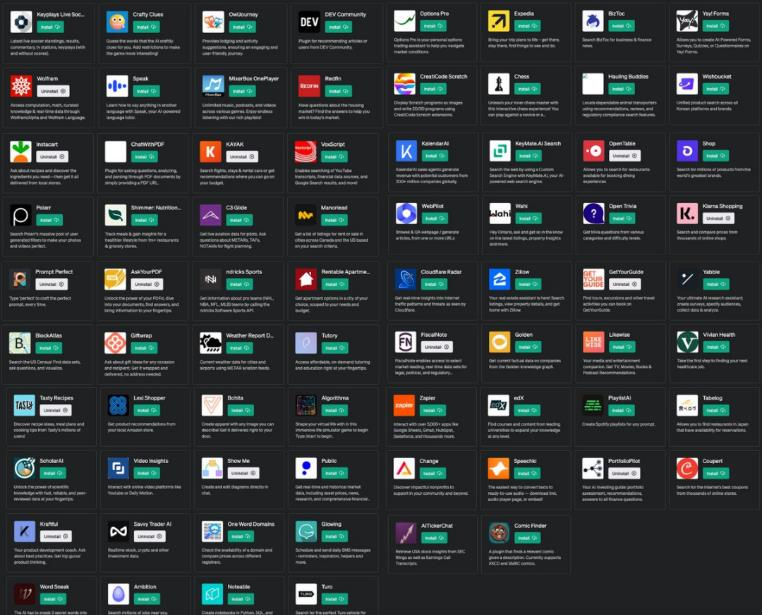 Keyplays Live Soc...
Install
Latest live soccer standings, results, commentary, tv stations, keyplays (with and without scores).
Crafty Clues
Install
Guess the words that the AI craftily clues for you. Add restrictions to make the game more interesting!
OwlJourney
Install
Provides lodging and activity suggestions, ensuring an engaging and user-friendly journey.
DEV Community
Install
Plugin for recommending articles or users from DEV Community.
Options Pro
Install
Options Pro is your personal options trading assistant to help you navigate market conditions.
Expedia
Install
Bring your trip plans to life – get there, stay there, find things to see and do.
BizToc
Install
Search BizToc for business & finance news.
Yay! Forms
Install
Allows you to create AI-Powered Forms, Surveys, Quizzes, or Questionnaires on Yay! Forms.
Wolfram
Uninstall
Access computation, math, curated knowledge & real-time data through Wolfram|Alpha and Wolfram Language.
Speak
Install
Learn how to say anything in another language with Speak, your AI-powered language tutor.
MixerBox OnePlayer
Install
Unlimited music, podcasts, and videos across various genres. Enjoy endless listening with our rich playlists!
Redfin
Install
Have questions about the housing market? Find the answers to help you win in today's market.
CreatiCode Scratch
Install
Display Scratch programs as images and write 2D/3D programs using CreatiCode Scratch extensions.
Chess
Install
Unleash your inner chess master with this interactive chess experience! You can play against a novice or a...
Hauling Buddies
Install
Locate dependable animal transporters using recommendations, reviews, and regulatory compliance search features.
Wishbucket
Install
Unified product search across all Korean platforms and brands.
Instacart
Uninstall
Ask about recipes and discover the ingredients you need—then get it all delivered from local stores.
ChatWithPDF
Install
Plugin for asking questions, analyzing, and parsing through PDF documents by simply providing a PDF URL.
KAYAK
Uninstall
Search flights, stays & rental cars or get recommendations where you can go on your budget.
VoxScript
Install
Enables searching of YouTube transcripts, financial data sources, and Google Search results, and more!
KalendarAI
Install
KalendarAI sales agents generate revenue with potential customers from 200+ million companies globally.
KeyMate.AI Search
Install
Search the web by using a Custom Search Engine with KeyMate.AI, your AI-powered web search engine.
OpenTable
Uninstall
Allows you to search for restaurants available for booking dining experiences
Shop
Install
Search for millions of products from the world's greatest brands.
Polarr
Install
Search Polarr's massive pool of user generated filters to make your photos and videos perfect.
Shimmer: Nutrition...
Install
Track meals & gain insights for a healthier lifestyle from 1m+ restaurants & grocery stores.
C3 Glide
Install
Get live aviation data for pilots. Ask questions about METARs, TAFs, NOTAMs for flight planning.
Manorlead
Install
Get a list of listings for rent or sale in cities across Canada and the US based on your search criteria.
WebPilot
Install
Browse & QA webpage / generate articles, from one or more URLs
Wahi
Install
Hey Ontario, ask and get so in the know on the latest listings, property insights and more.
Open Trivia
Install
Get trivia questions from various categories and difficulty levels.
Klarna Shopping
Uninstall
Search and compare prices from thousands of online shops.
Prompt Perfect
Uninstall
Type 'perfect' to craft the perfect prompt, every time.
AskYourPDF
Uninstall
Unlock the power of your PDFs!, dive into your documents, find answers, and bring information to your fingertips.
ndricks Sports
Install
Get information about pro teams (NHL, NBA, NFL, MLB) teams by calling the ndricks Software Sports API.
Rentable Apartme...
Install
Get apartment options in a city of your choice, scoped to your needs and budget.
Cloudflare Radar
Install
Get real-time insights into Internet traffic patterns and threats as seen by Cloudflare.
Zillow
Install
Your real estate assistant is here! Search listings, view property details, and get home with Zillow
GetYourGuide
Uninstall
Find tours, excursions and other travel activities you can book on GetYourGuide.
Yabble
Install
Your ultimate AI research assistant; create surveys, specify audiences, collect data & analyze.
BlockAtlas
Install
Search the US Census! Find data sets, ask questions, and visualize.
Giftwrap
Install
Ask about gift ideas for any occasion and recipient. Get it wrapped and delivered, no address needed.
Weather Report D...
Install
Current weather data for cities and airports using METAR aviation feeds.
Tutory
Install
Access affordable, on-demand tutoring and education right at your fingertips.
FiscalNote
Uninstall
FiscalNote enables access to select market-leading, real-time data sets for legal, political, and regulatory...
Golden
Install
Get current factual data on companies from the Golden knowledge graph.
Likewise
Install
Your media and entertainment companion. Get TV, Movies, Books & Podcast Recommendations.
Vivian Health
Install
Take the first step to finding your next healthcare job.
Tasty Recipes
Uninstall
Discover recipe ideas, meal plans and cooking tips from Tasty's millions of users!
Lexi Shopper
Install
Get product recommendations from your local Amazon store.
Bohita
Install
Create apparel with any image you can describe! Get it delivered right to your door.
Algorithma
Install
Shape your virtual life with in this immersive life simulator game to begin Type /start to begin.
Zapier
Install
Interact with over 5,000+ apps like Google Sheets, Gmail, HubSpot, Salesforce, and thousands more.
edX
Install
Find courses and content from leading universities to expand your knowledge at any level.
PlaylistAI
Install
Create Spotify playlists for any prompt.
Tabelog
Install
Allows you to find restaurants in Japan that have availability for reservations.
ScholarAI
Install
Unlock the power of scientific knowledge with fast, reliable, and peer-reviewed data at your fingertips.
Video Insights
Install
Interact with online video platforms like Youtube or Daily Motion.
Show Me
Uninstall
Create and edit diagrams directly in chat.
Public
Install
Get real-time and historical market data, including asset prices, news, research, and comprehensive financial...
Change
Install
Discover impactful nonprofits to support in your community and beyond.
Speechki
Install
The easiest way to convert texts to ready-to-use audio — download link, audio player page, or embed!
PortfolioPilot
Uninstall
Your AI investing guide: portfolio assessment, recommendations, answers to all finance questions.
Coupert
Install
Search for the internet's best coupons from thousands of online stores.
Kraftful
Uninstall
Your product development coach. Ask about best practices. Get top gurus' product thinking.
Savvy Trader AI
Uninstall
Realtime stock, crypto and other investment data.
One Word Domains
Install
Check the availability of a domain and compare prices across different registrars.
Glowing
Install
Schedule and send daily SMS messages - reminders, inspiration, helpers and more.
AITickerChat
Install
Retrieve USA stock insights from SEC filings as well as Earnings Call Transcripts.
Comic Finder
Install
A plugin that finds a relevant comic given a description. Currently supports XKCD and SMBC comics.
Word Sneak
Install
The AI has to sneak 3 secret words into
Ambition
Install
Search millions of jobs near you.
Noteable
Install
Create notebooks in Python, SQL, and
Turo
Install
Search for the perfect Turo vehicle for